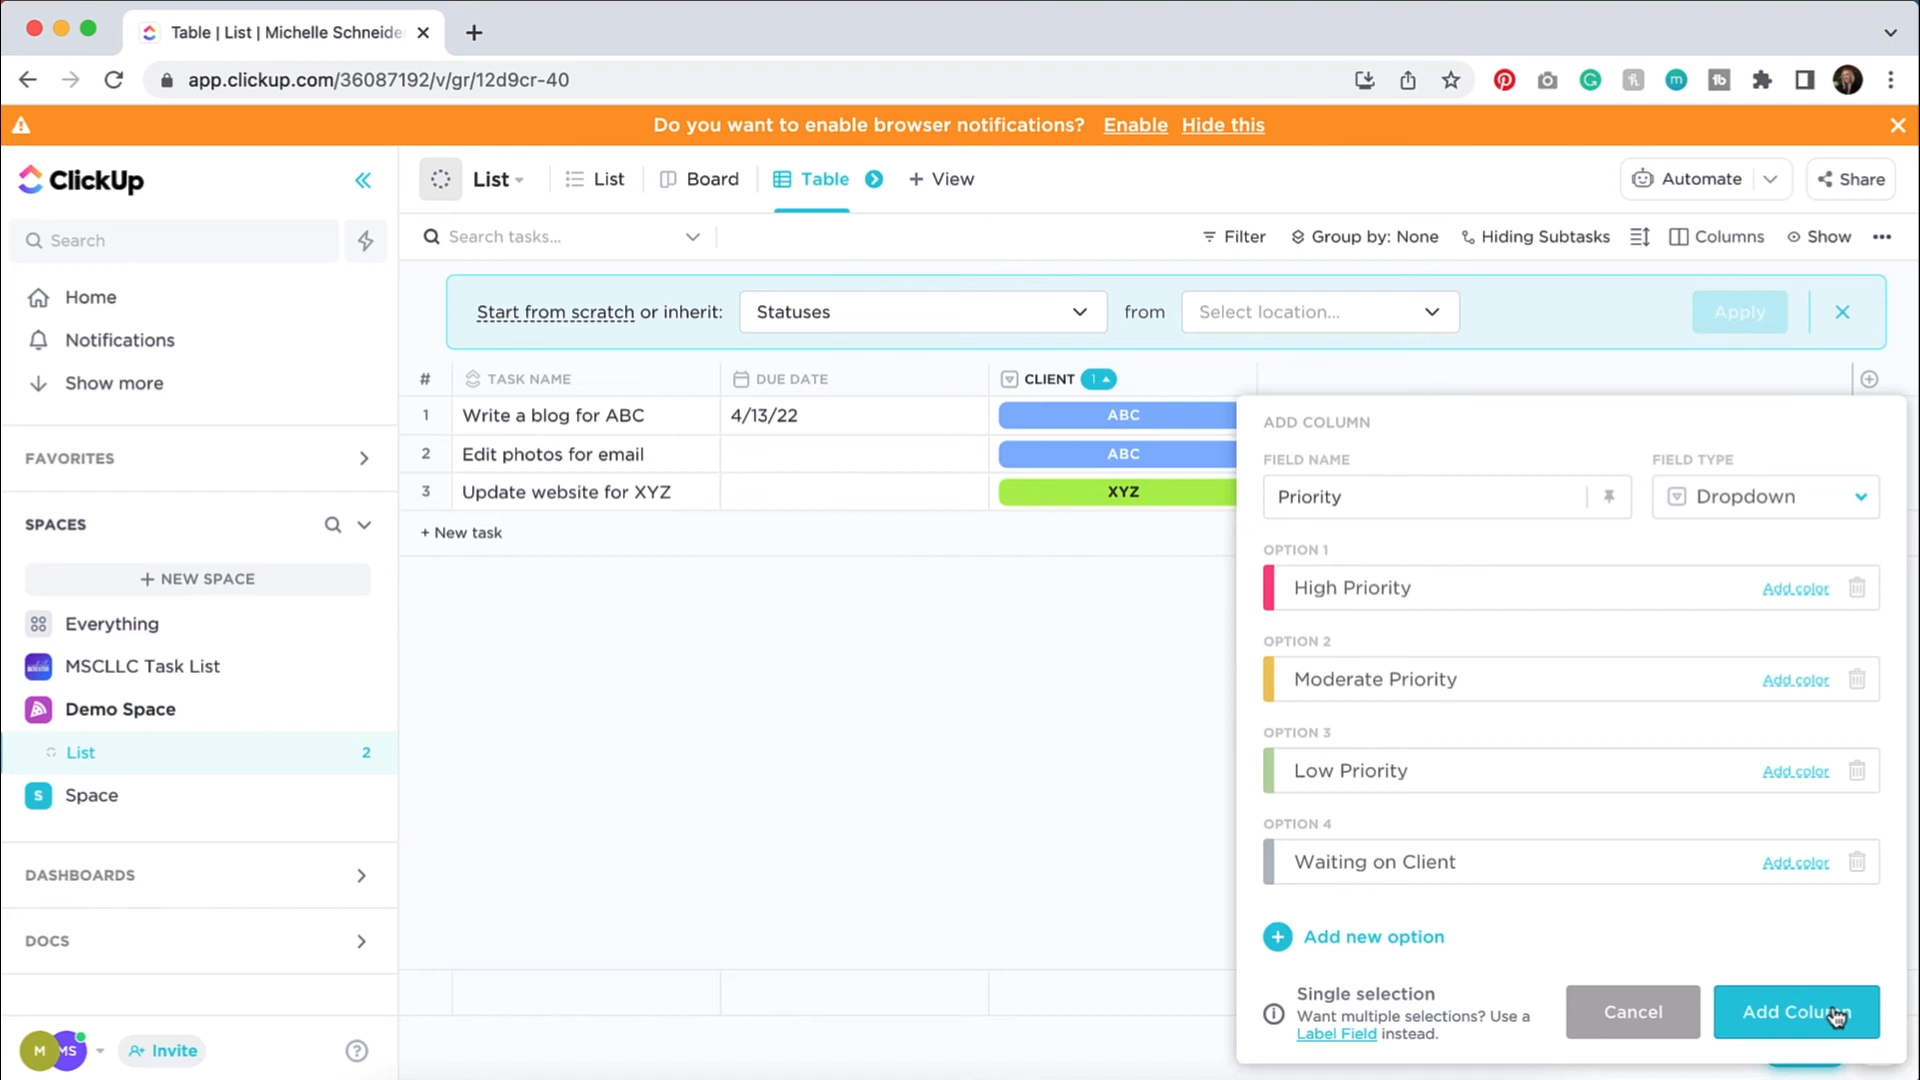 Table | List | Michelle Schneide
app.clickup.com/36087192/v/gr/12d9cr-40
Do you want to enable browser notifications? Enable Hide this
ClickUp
List
List
Board
Table
+ View
Automate
Share
Search
Search tasks...
Filter
Group by: None
Hiding Subtasks
Columns
Show
Home
Notifications
Show more
Start from scratch or inherit:
Statuses
from
Select location...
Apply
# TASK NAME DUE DATE CLIENT 1
1 Write a blog for ABC 4/13/22 ABC
2 Edit photos for email ABC
3 Update website for XYZ XYZ
+ New task
FAVORITES
SPACES
+ NEW SPACE
Everything
MSCLLC Task List
Demo Space
List 2
S Space
DASHBOARDS
DOCS
M MS
Invite
ADD COLUMN
FIELD NAME FIELD TYPE
Priority Dropdown
OPTION 1
High Priority Add color
OPTION 2
Moderate Priority Add color
OPTION 3
Low Priority Add color
OPTION 4
Waiting on Client Add color
Add new option
Single selection
Want multiple selections? Use a
Label Field instead.
Cancel
Add Column